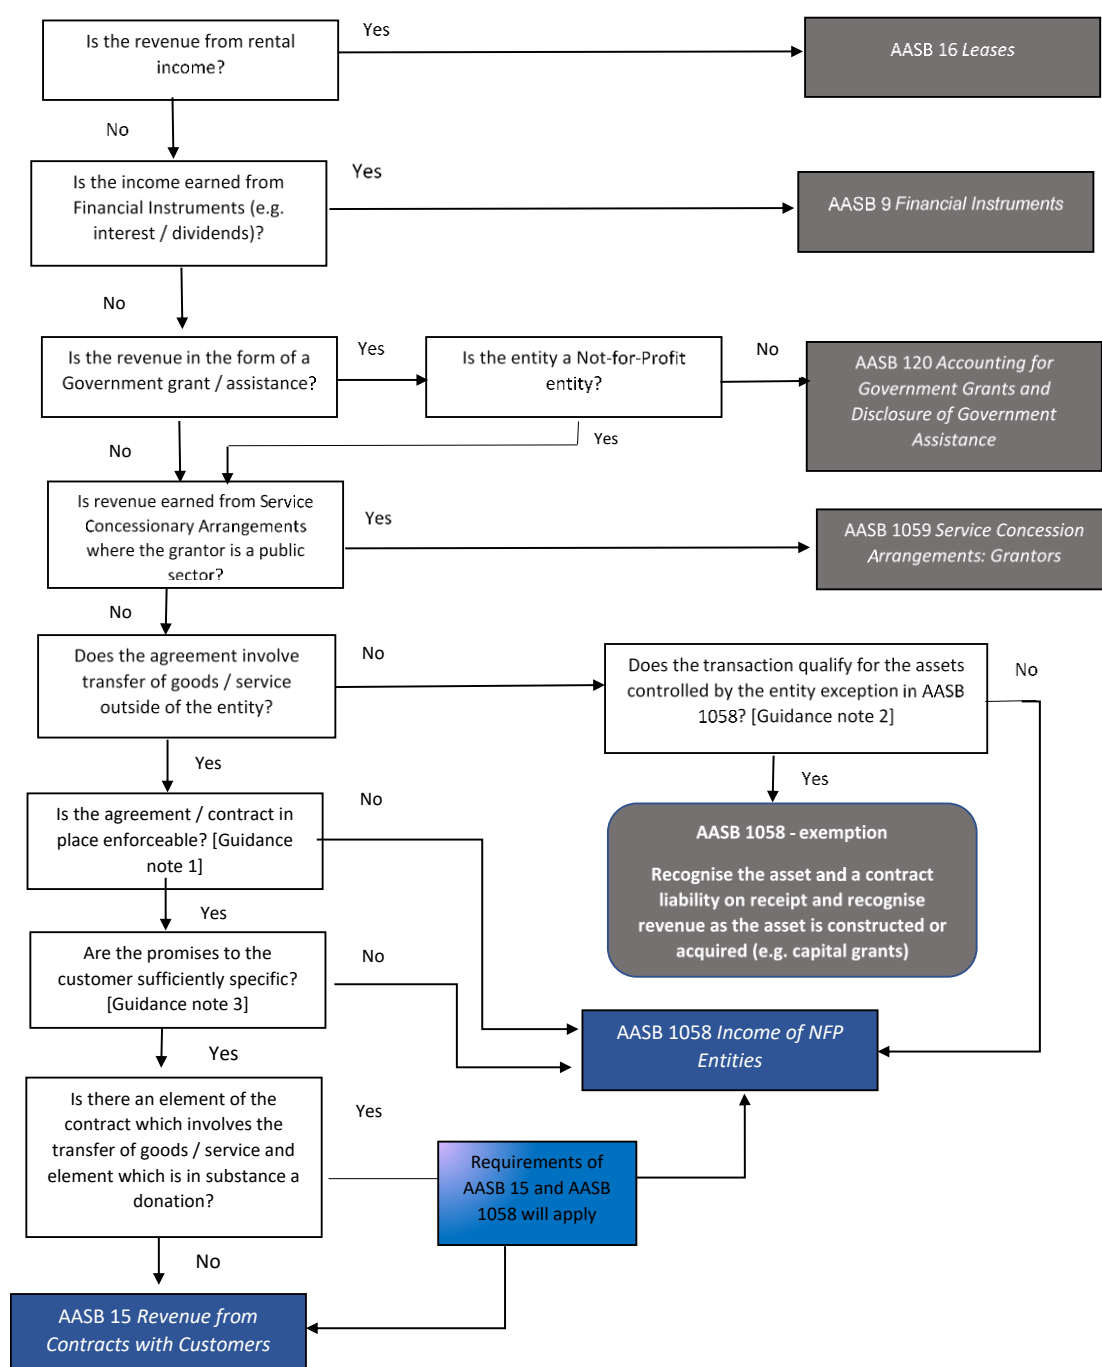 Is the revenue from rental
income?
Yes
AASB 16 Leases
No
Is the income earned from
Financial Instruments (e.g.
interest / dividends)?
Yes
AASB 9 Financial Instruments
No
Is the revenue in the form of a
Government grant / assistance?
Yes
Is the entity a Not-for-Profit
entity?
No
AASB 120 Accounting for
Government Grants and
Disclosure of Government
Assistance
No
Yes
Is revenue earned from Service
Concessionary Arrangements
where the grantor is a public
sector?
Yes
AASB 1059 Service Concession
Arrangements: Grantors
No
Does the agreement involve
transfer of goods / service
outside of the entity?
No
Does the transaction qualify for the assets
controlled by the entity exception in AASB
1058? [Guidance note 2]
No
Yes
Yes
Is the agreement / contract in
place enforceable? [Guidance
note 1]
No
AASB 1058 - exemption
Recognise the asset and a contract
liability on receipt and recognise
revenue as the asset is constructed or
acquired (e.g. capital grants)
Yes
Are the promises to the
customer sufficiently specific?
[Guidance note 3]
No
AASB 1058 Income of NFP
Entities
Yes
Is there an element of the
contract which involves the
transfer of goods / service and
element which is in substance a
donation?
Yes
Requirements of
AASB 15 and AASB
1058 will apply
No
AASB 15 Revenue from
Contracts with Customers